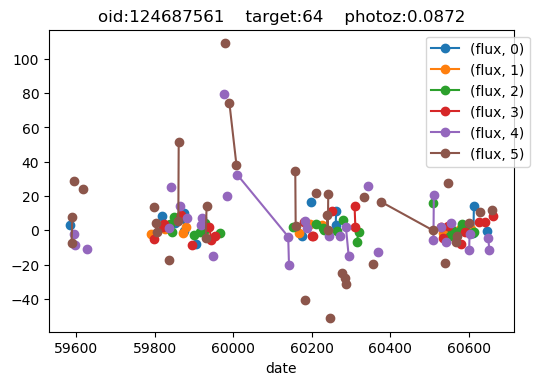 oid:124687561    target:64    photoz:0.0872
(flux, 0)
(flux, 1)
(flux, 2)
(flux, 3)
(flux, 4)
(flux, 5)
100
80
60
40
20
0
−20
−40
59600 59800 60000 60200 60400 60600
date